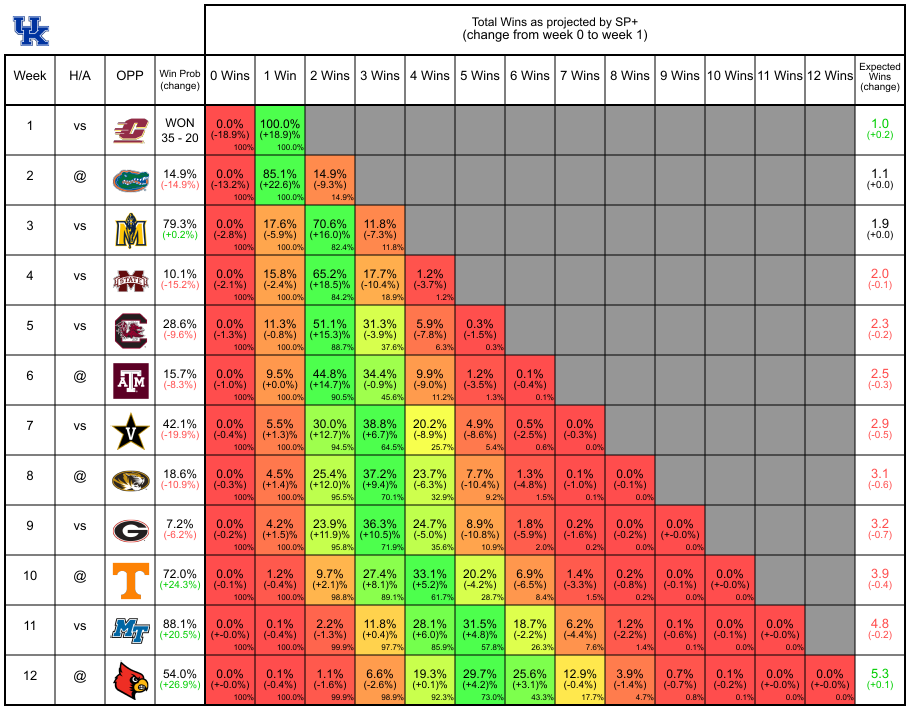 UK
Total Wins as projected by SP+
(change from week 0 to week 1)
Week H/A OPP Win Prob (change) 0 Wins 1 Win 2 Wins 3 Wins 4 Wins 5 Wins 6 Wins 7 Wins 8 Wins 9 Wins 10 Wins 11 Wins 12 Wins Expected Wins (change)
1 vs C WON 0.0% 100.0% 1.0
35 - 20 (-18.9%) (+18.9)% (+0.2)
100% 100.0%
2 @ 14.9% 0.0% 85.1% 14.9% 1.1
(-14.9%) (-13.2%) (+22.6)% (-9.3%) (+0.0)
100% 100.0% 14.9%
3 vs M 79.3% 0.0% 17.6% 70.6% 11.8% 1.9
(+0.2%) (-2.8%) (-5.9%) (+16.0)% (-7.3%) (+0.0)
100% 100.0% 82.4% 11.8%
4 vs M STATE 10.1% 0.0% 15.8% 65.2% 17.7% 1.2% 2.0
(-15.2%) (-2.1%) (-2.4%) (+18.5)% (-10.4%) (-3.7%) (-0.1)
100% 100.0% 84.2% 18.9% 1.2%
5 vs C 28.6% 0.0% 11.3% 51.1% 31.3% 5.9% 0.3% 2.3
(-9.6%) (-1.3%) (-0.8%) (+15.3)% (-3.9%) (-7.8%) (-1.5%) (-0.2)
100% 100.0% 88.7% 37.6% 6.3% 0.3%
6 @ ATM 15.7% 0.0% 9.5% 44.8% 34.4% 9.9% 1.2% 0.1% 2.5
(-8.3%) (-1.0%) (+0.0)% (+14.7)% (-0.9%) (-9.0%) (-3.5%) (-0.4%) (-0.3)
100% 100.0% 90.5% 45.6% 11.2% 1.3% 0.1%
7 vs V 42.1% 0.0% 5.5% 30.0% 38.8% 20.2% 4.9% 0.5% 0.0% 2.9
(-19.9%) (-0.4%) (+1.3)% (+12.7)% (+6.7)% (-8.9%) (-8.6%) (-2.5%) (-0.3%) (-0.5)
100% 100.0% 94.5% 64.5% 25.7% 5.4% 0.6% 0.0%
8 @ 18.6% 0.0% 4.5% 25.4% 37.2% 23.7% 7.7% 1.3% 0.1% 0.0% 3.1
(-10.9%) (-0.3%) (+1.4)% (+12.0)% (+9.4)% (-6.3%) (-10.4%) (-4.8%) (-1.0%) (-0.1%) (-0.6)
100% 100.0% 95.5% 70.1% 32.9% 9.2% 1.5% 0.1% 0.0%
9 vs G 7.2% 0.0% 4.2% 23.9% 36.3% 24.7% 8.9% 1.8% 0.2% 0.0% 0.0% 3.2
(-6.2%) (-0.2%) (+1.5)% (+11.9)% (+10.5)% (-5.0%) (-10.8%) (-5.9%) (-1.6%) (-0.2%) (+-0.0%) (-0.7)
100% 100.0% 95.8% 71.9% 35.6% 10.9% 2.0% 0.2% 0.0% 0.0%
10 @ T 72.0% 0.0% 1.2% 9.7% 27.4% 33.1% 20.2% 6.9% 1.4% 0.2% 0.0% 0.0% 3.9
(+24.3%) (-0.1%) (-0.4%) (+2.1)% (+8.1)% (+5.2)% (-4.2%) (-6.5%) (-3.3%) (-0.8%) (-0.1%) (+-0.0%) (-0.4)
100% 100.0% 98.8% 89.1% 61.7% 28.7% 8.4% 1.5% 0.2% 0.0% 0.0%
11 vs MT 88.1% 0.0% 0.1% 2.2% 11.8% 28.1% 31.5% 18.7% 6.2% 1.2% 0.1% 0.0% 0.0% 4.8
(+20.5%) (+-0.0%) (-0.4%) (-1.3%) (+0.4)% (+6.0)% (+4.8)% (-2.2%) (-4.4%) (-2.2%) (-0.6%) (-0.1%) (+-0.0%) (-0.2)
100% 100.0% 99.9% 97.7% 85.9% 57.8% 26.3% 7.6% 1.4% 0.1% 0.0% 0.0%
12 @ 54.0% 0.0% 0.1% 1.1% 6.6% 19.3% 29.7% 25.6% 12.9% 3.9% 0.7% 0.1% 0.0% 0.0% 5.3
(+26.9%) (+-0.0%) (-0.4%) (-1.6%) (-2.6%) (+0.1)% (+4.2)% (+3.1)% (-0.4%) (-1.4%) (-0.7%) (-0.2%) (+-0.0%) (+-0.0%) (+0.1)
100% 100.0% 99.9% 98.9% 92.3% 73.0% 43.3% 17.7% 4.7% 0.8% 0.1% 0.0% 0.0%